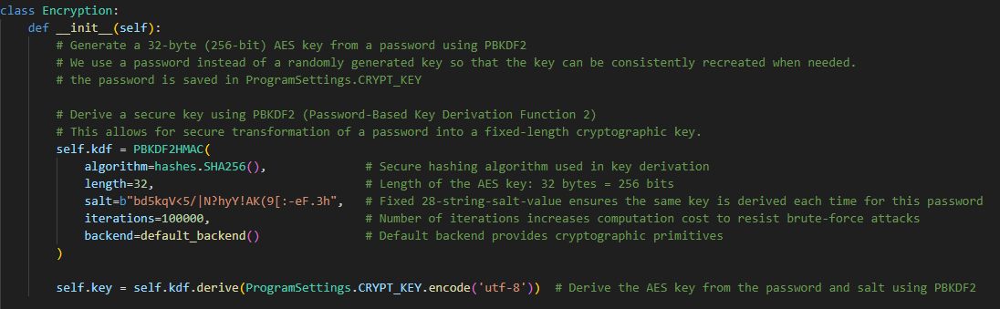 class Encryption:
    def __init__(self):
        # Generate a 32-byte (256-bit) AES key from a password using PBKDF2
        # We use a password instead of a randomly generated key so that the key can be consistently recreated when needed.
        # the password is saved in ProgramSettings.CRYPT_KEY

        # Derive a secure key using PBKDF2 (Password-Based Key Derivation Function 2)
        # This allows for secure transformation of a password into a fixed-length cryptographic key.
        self.kdf = PBKDF2HMAC(
            algorithm=hashes.SHA256(),              # Secure hashing algorithm used in key derivation
            length=32,                              # Length of the AES key: 32 bytes = 256 bits
            salt=b"bd5kqV<5/|N?hyY!AK(9[:-eF.3h",   # Fixed 28-string-salt-value ensures the same key is derived each time for this password
            iterations=100000,                      # Number of iterations increases computation cost to resist brute-force attacks
            backend=default_backend()               # Default backend provides cryptographic primitives
        )

        self.key = self.kdf.derive(ProgramSettings.CRYPT_KEY.encode('utf-8'))  # Derive the AES key from the password and salt using PBKDF2